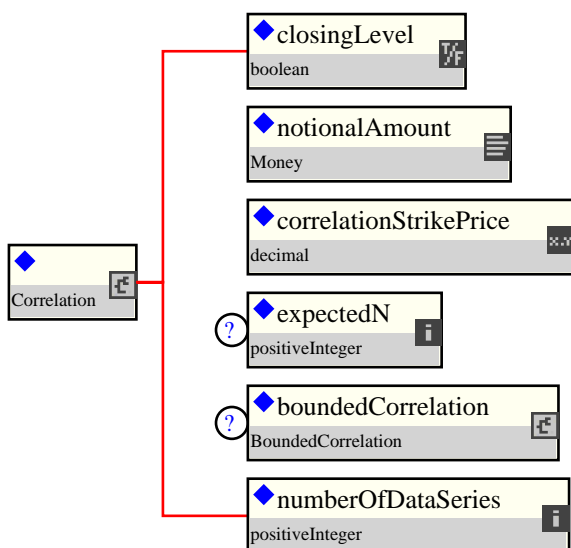 closingLevel
T/F
boolean
notionalAmount
Money
correlationStrikePrice
x.Y
decimal
Correlation
? expectedN
i
positiveInteger
? boundedCorrelation
BoundedCorrelation
numberOfDataSeries
i
positiveInteger